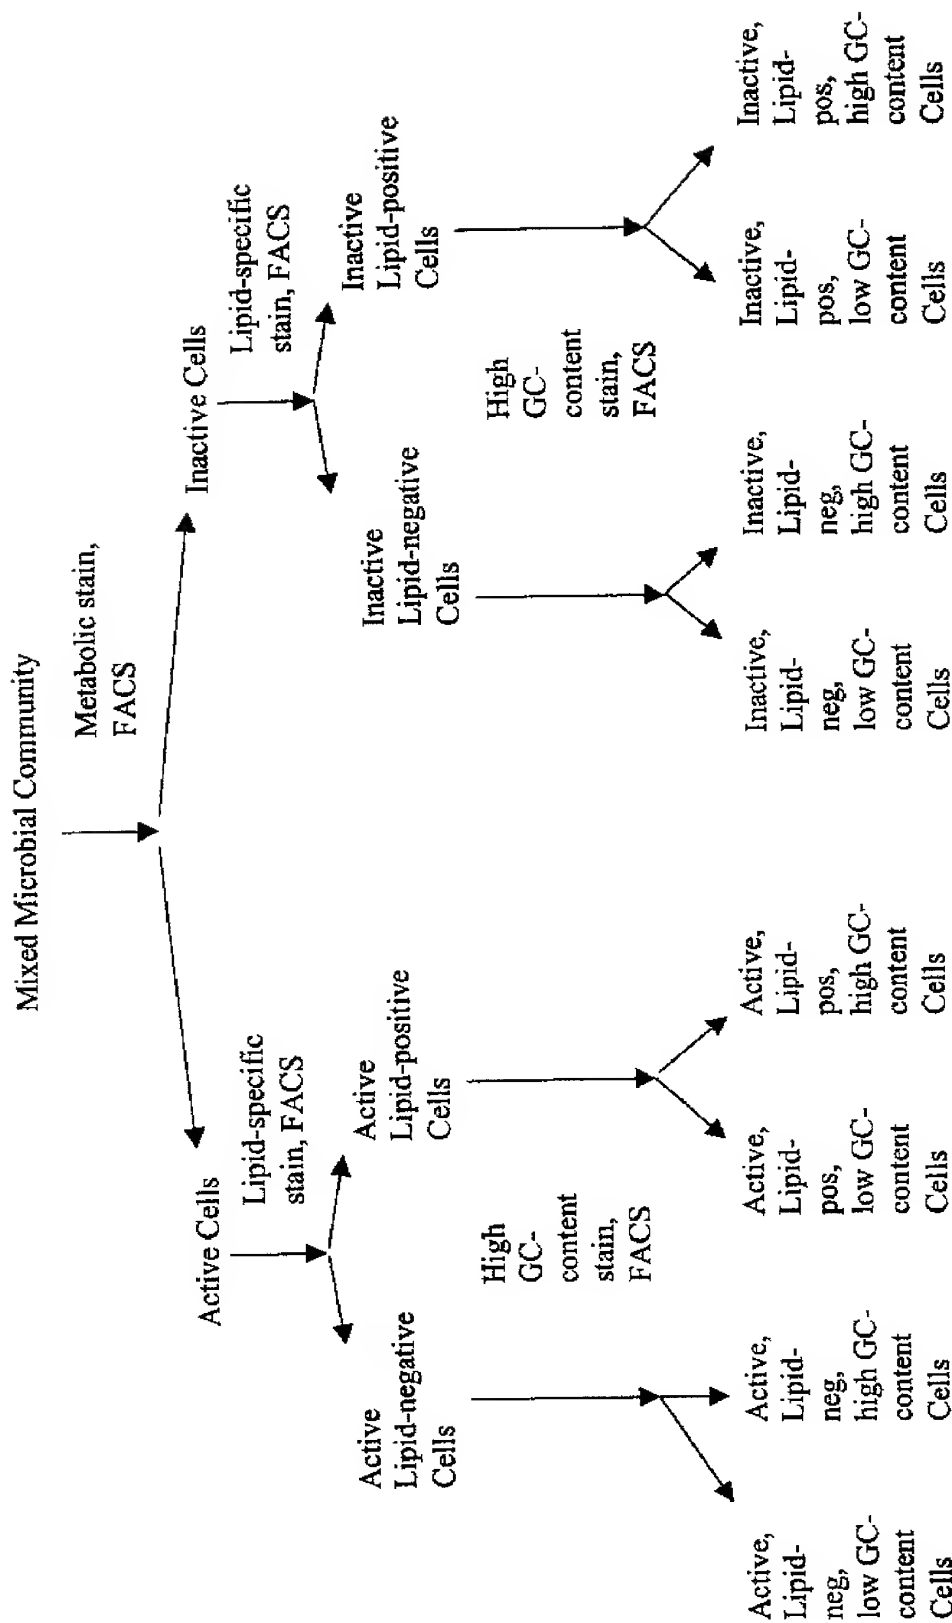 Mixed Microbial Community
Metabolic stain,
FACS
Active Cells
Inactive Cells
Lipid-specific
stain, FACS
Lipid-specific
stain, FACS
Active
Lipid-negative
Cells
Active
Lipid-positive
Cells
Inactive
Lipid-negative
Cells
Inactive
Lipid-positive
Cells
High
GC-
content
stain,
FACS
High
GC-
content
stain,
FACS
Active,
Lipid-
neg,
low GC-
content
Cells
Active,
Lipid-
neg,
high GC-
content
Cells
Active,
Lipid-
pos,
low GC-
content
Cells
Active,
Lipid-
pos,
high GC-
content
Cells
Inactive,
Lipid-
neg,
low GC-
content
Cells
Inactive,
Lipid-
neg,
high GC-
content
Cells
Inactive,
Lipid-
pos,
low GC-
content
Cells
Inactive,
Lipid-
pos,
high GC-
content
Cells